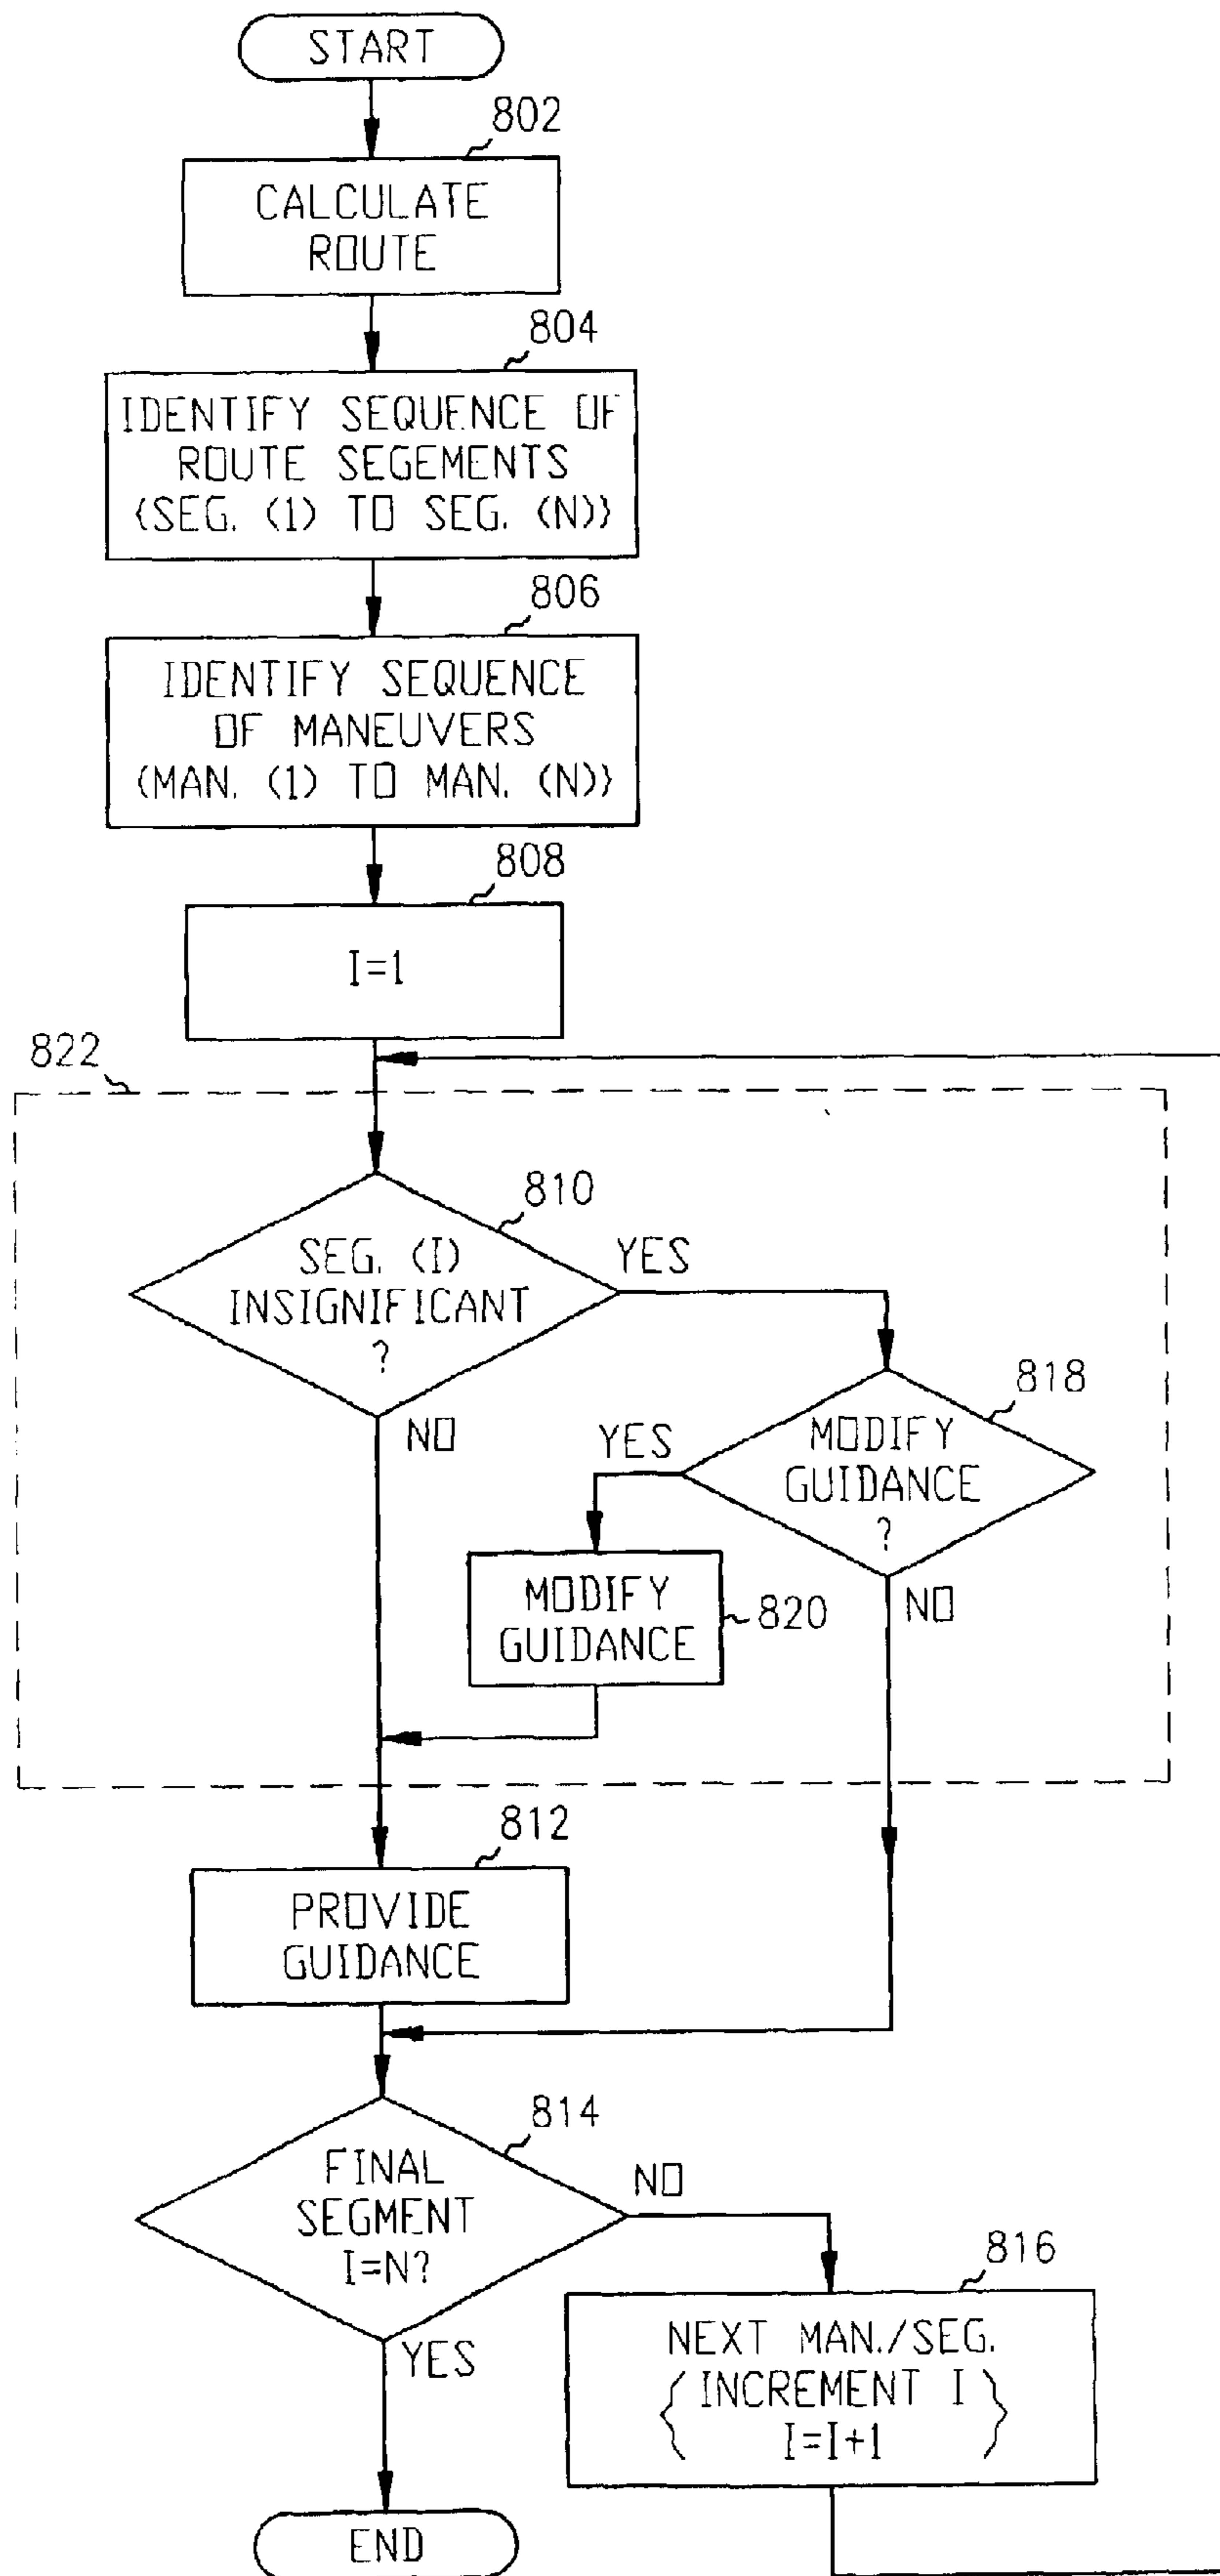 START
802
CALCULATE
ROUTE
804
IDENTIFY SEQUENCE OF
ROUTE SEGEMENTS
{SEG. (1) TO SEG. (N)}
806
IDENTIFY SEQUENCE
OF MANEUVERS
{MAN. (1) TO MAN. (N)}
808
I=1
822
810
SEG. (I)
INSIGNIFICANT
?
YES
NO
818
MODIFY
GUIDANCE
?
YES
NO
MODIFY
GUIDANCE
820
812
PROVIDE
GUIDANCE
814
FINAL
SEGMENT
I=N?
NO
YES
816
NEXT MAN./SEG.
{INCREMENT I
I=I+1}
END